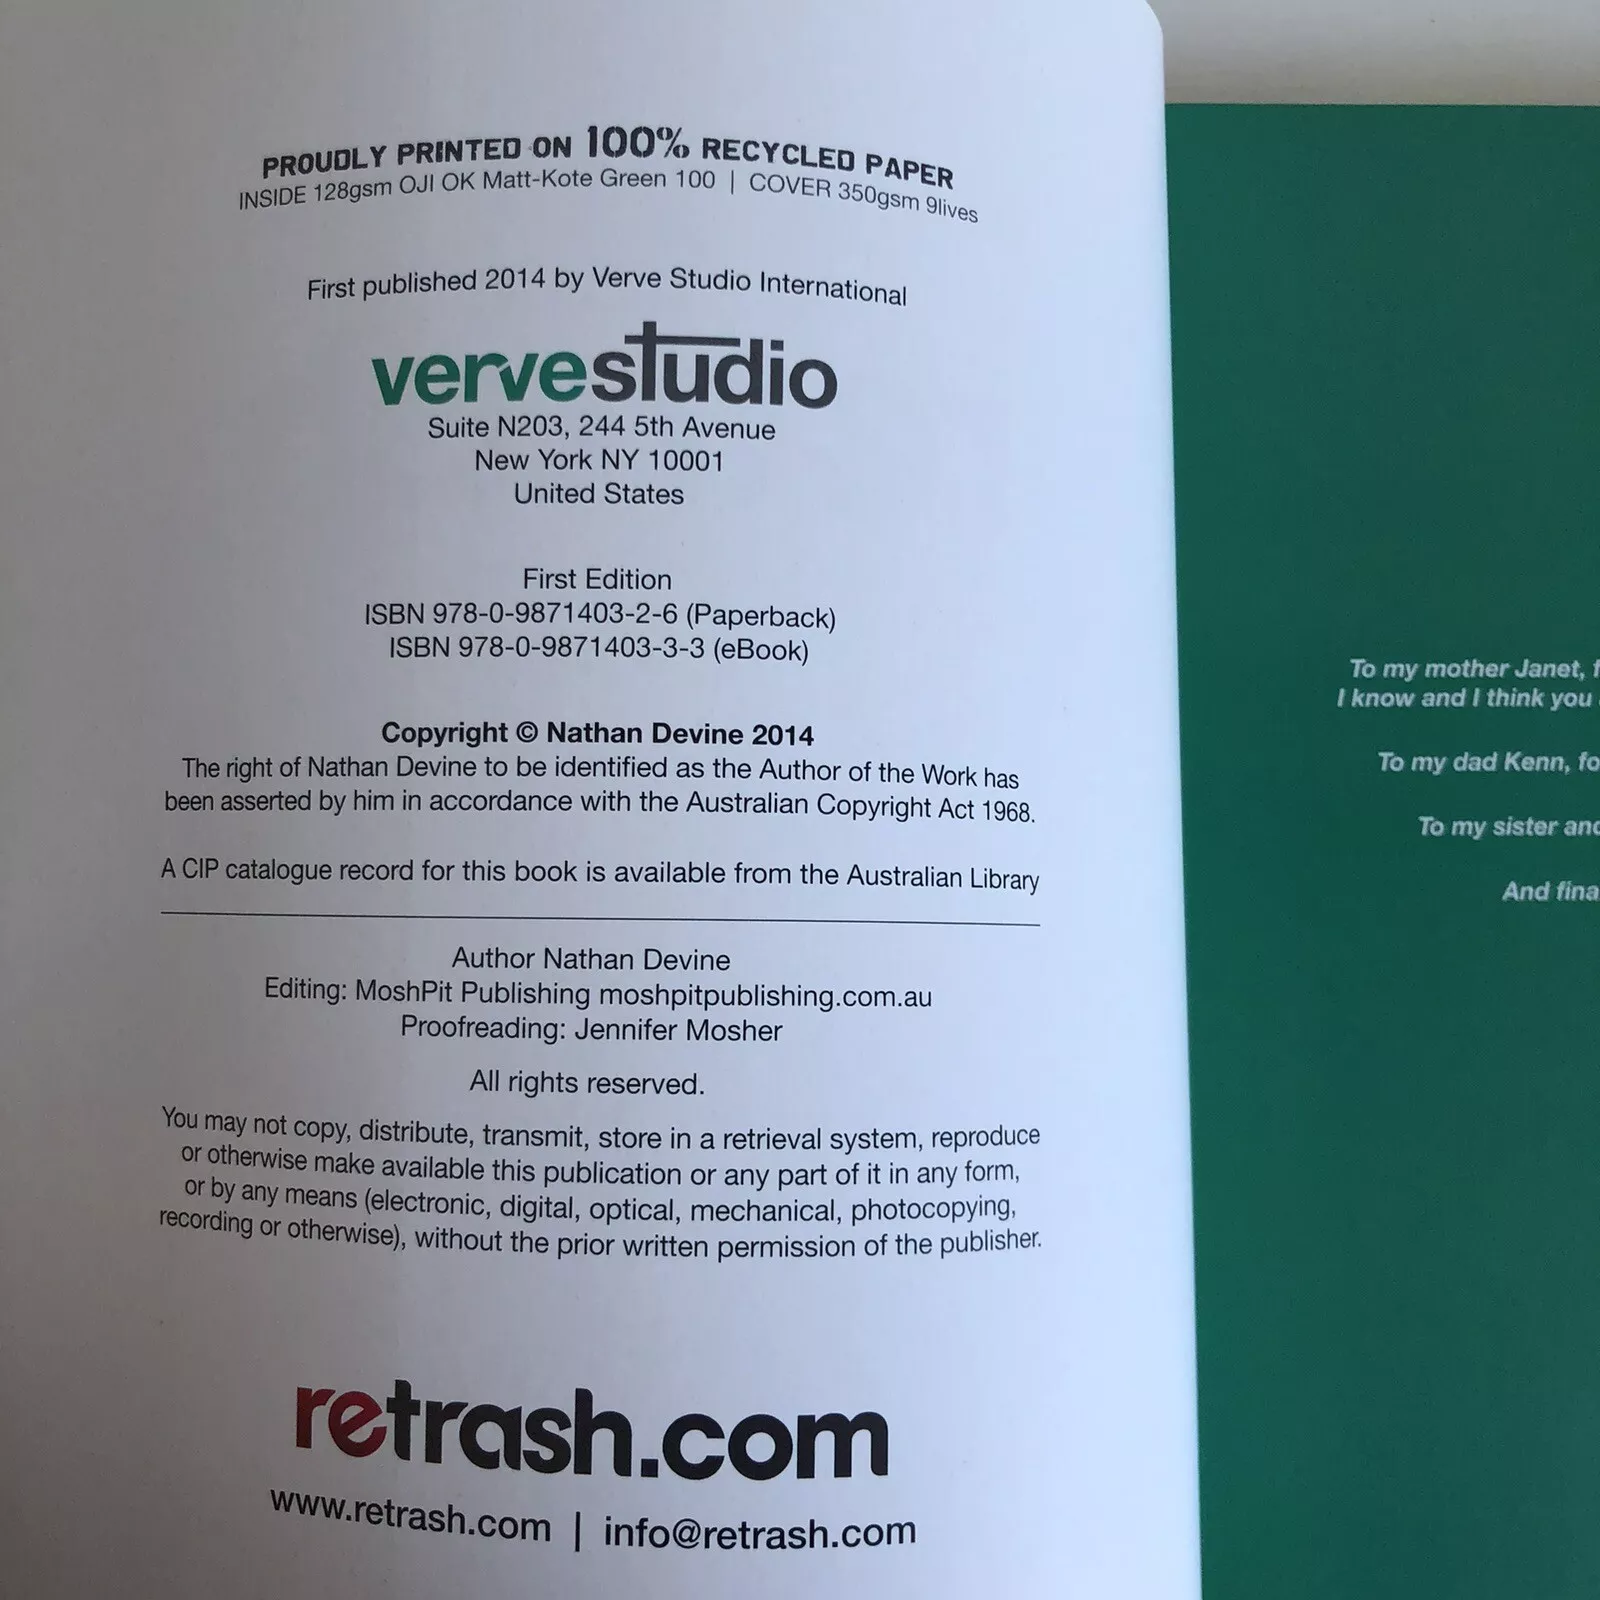 PROUDLY PRINTED ON 100% RECYCLED PAPER
INSIDE 128gsm OJI OK Matt-Kote Green 100 | COVER 350gsm 9lives
First published 2014 by Verve Studio International
vervestudio
Suite N203, 244 5th Avenue
New York NY 10001
United States
First Edition
ISBN 978-0-9871403-2-6 (Paperback)
ISBN 978-0-9871403-3-3 (eBook)
Copyright © Nathan Devine 2014
The right of Nathan Devine to be identified as the Author of the Work has
been asserted by him in accordance with the Australian Copyright Act 1968.
A CIP catalogue record for this book is available from the Australian Library
Author Nathan Devine
Editing: MoshPit Publishing moshpitpublishing.com.au
Proofreading: Jennifer Mosher
All rights reserved.
You may not copy, distribute, transmit, store in a retrieval system, reproduce
or otherwise make available this publication or any part of it in any form,
or by any means (electronic, digital, optical, mechanical, photocopying,
recording or otherwise), without the prior written permission of the publisher.
retrash.com
www.retrash.com | info@retrash.com
To my mother Janet,
I know and I think you
To my dad Kenn,
To my sister
And